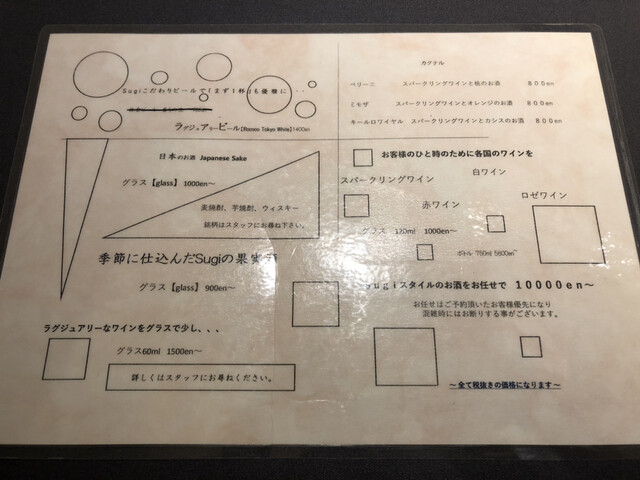 Sugiこだわりビールで「まず1杯」も優雅に・・
ラグジュアリービール【Rococo Tokyo White】1400en
カクテル
ベリーニ スパークリングワインと桃のお酒 800en
ミモザ スパークリングワインとオレンジのお酒 800en
キールロワイヤル スパークリングワインとカシスのお酒 800en
日本のお酒 Japanese Sake
グラス【glass】 1000en～
麦焼酎、芋焼酎、ウィスキー
銘柄はスタッフにお尋ね下さい。
季節に仕込んだSugiの果実酒
グラス【glass】 900en～
ラグジュアリーなワインをグラスで少し、、、
グラス60ml 1500en～
詳しくはスタッフにお尋ねください。
お客様のひと時のために各国のワインを
スパークリングワイン
白ワイン
赤ワイン
ロゼワイン
グラス 120ml 1000en～
ボトル 750ml 5800en～
Sugiスタイルのお酒をお任せで 10000en～
お任せはご予約頂いたお客様優先になり
混雑時にはお断りする事がございます。
～全て税抜きの価格になります～